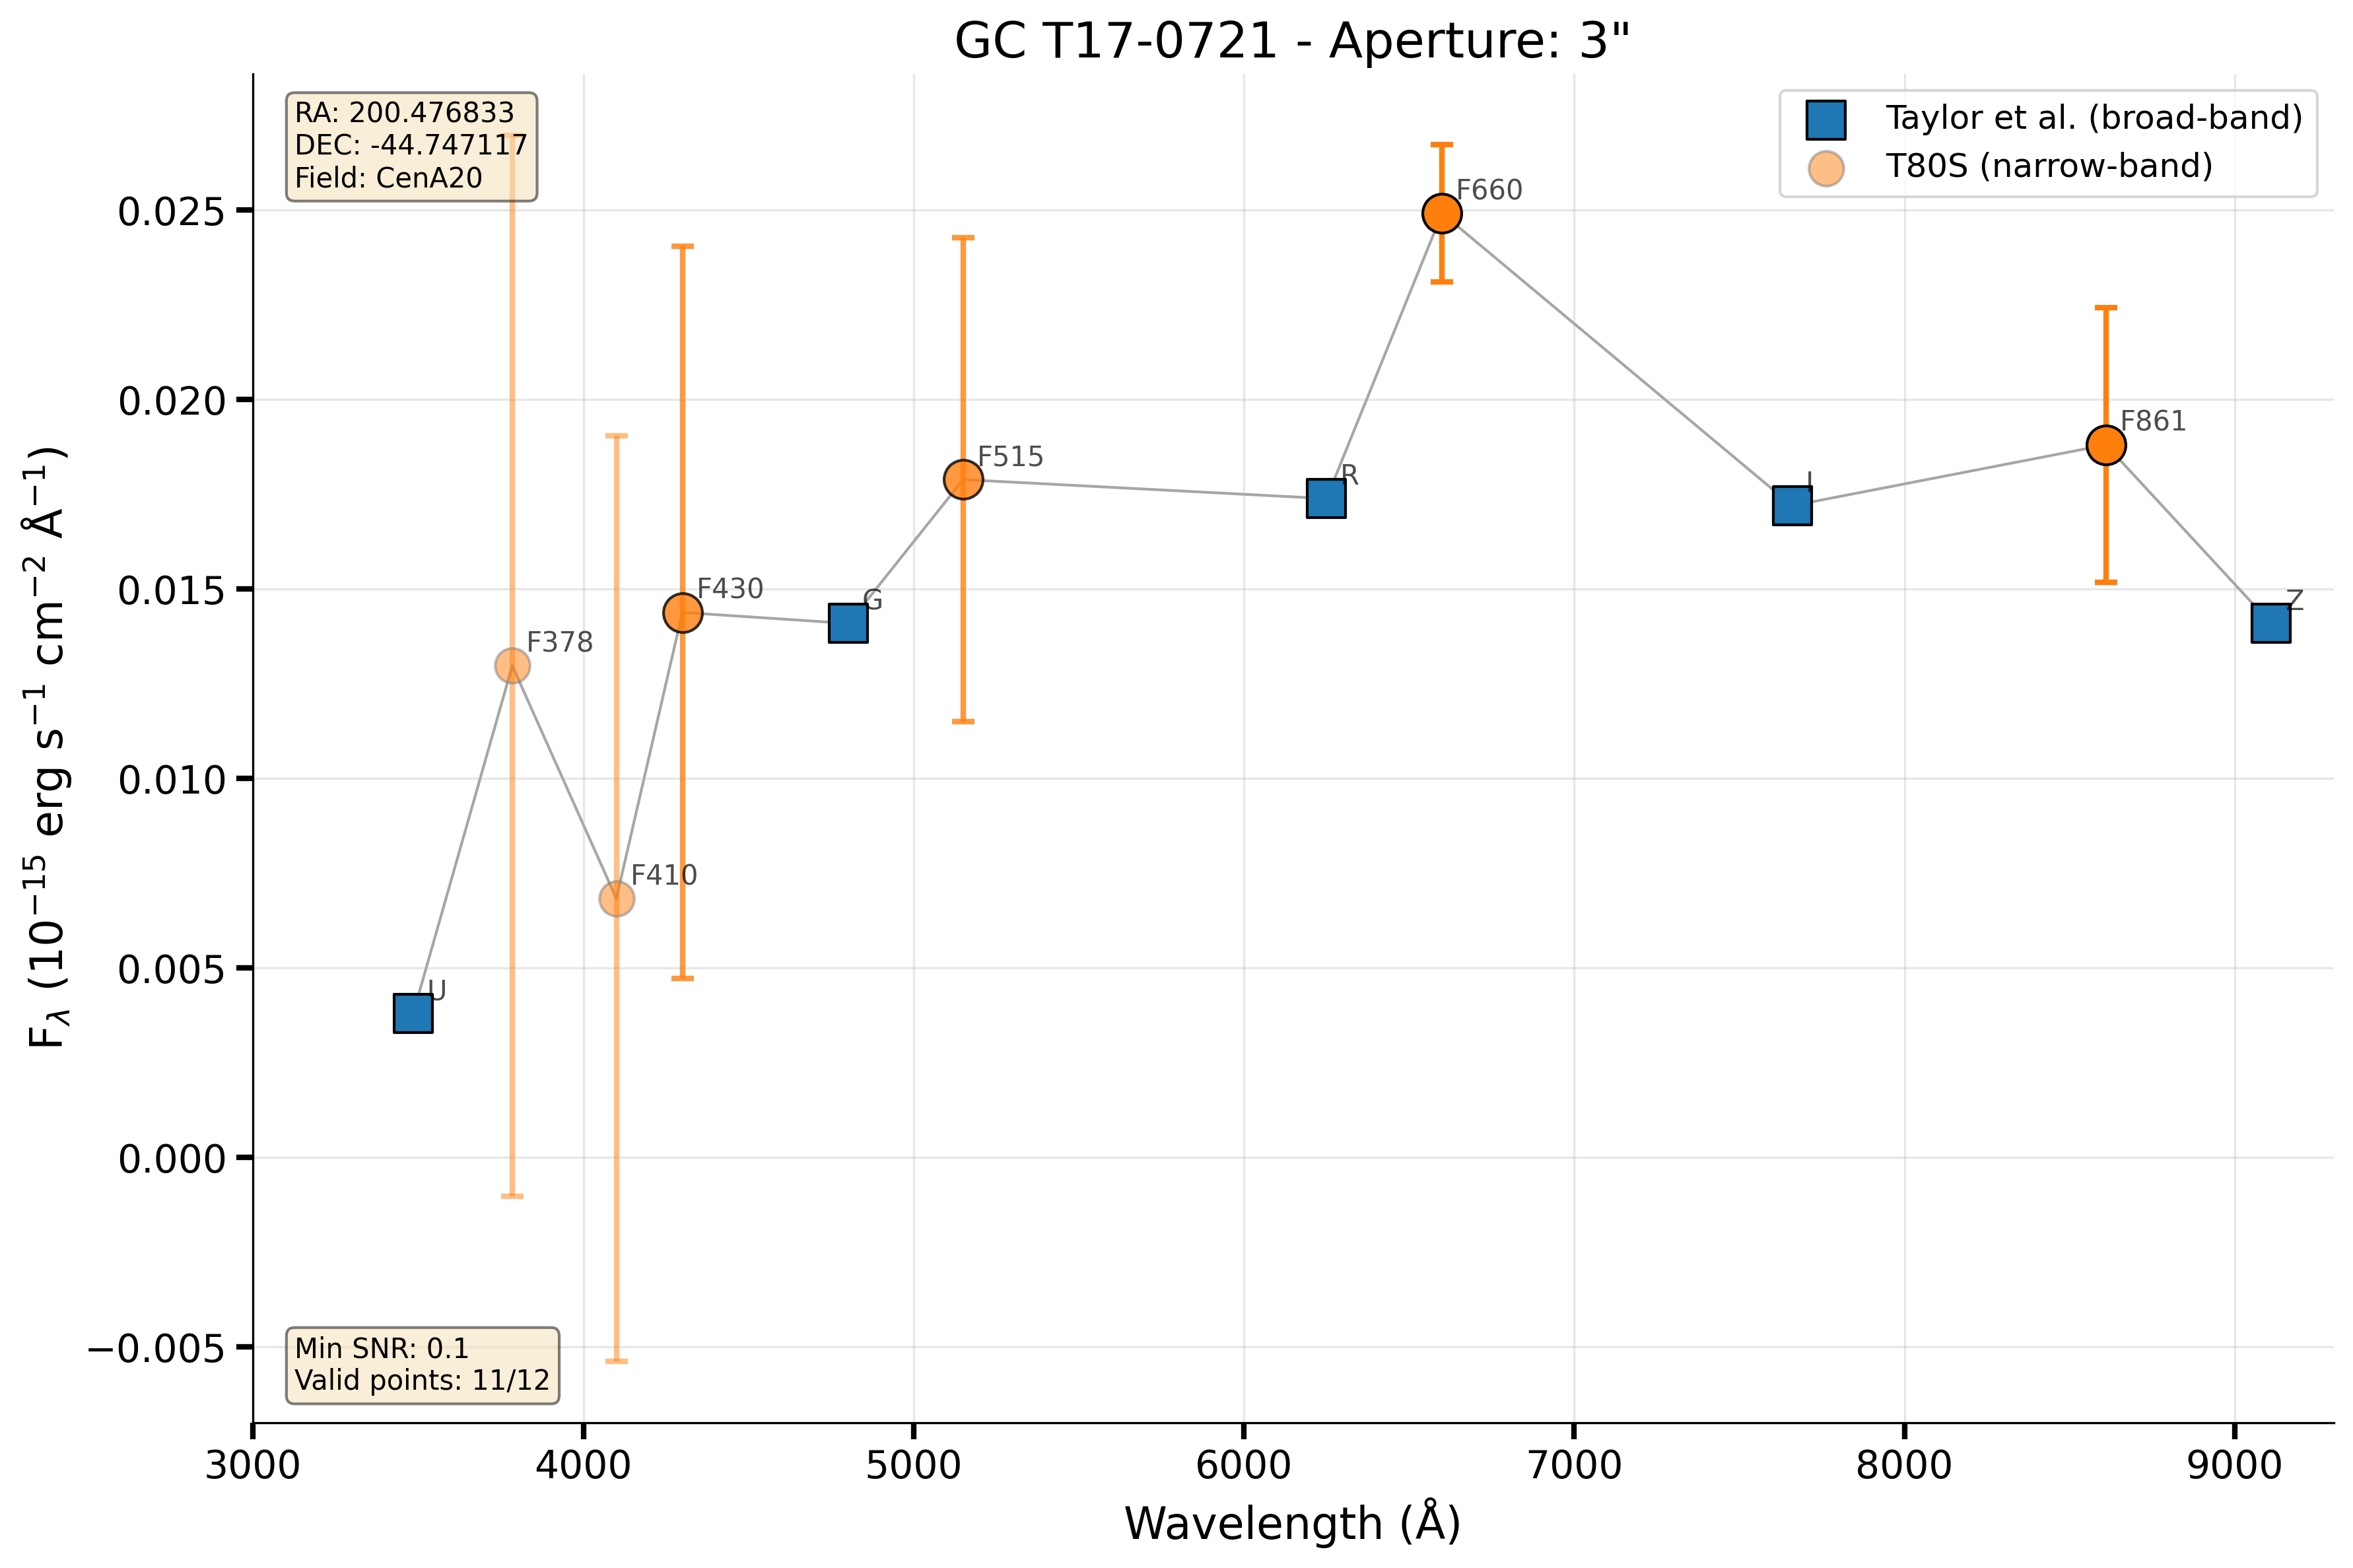 GC T17-0721 - Aperture: 3"
RA: 200.476833
DEC: -44.747117
Field: CenA20
Taylor et al. (broad-band)
T80S (narrow-band)
F660
F861
F515
R
I
F430
G
Z
F378
F410
U
Min SNR: 0.1
Valid points: 11/12
0.025
0.020
0.015
0.010
0.005
0.000
−0.005
F_λ (10⁻¹⁵ erg s⁻¹ cm⁻² Å⁻¹)
3000 4000 5000 6000 7000 8000 9000
Wavelength (Å)